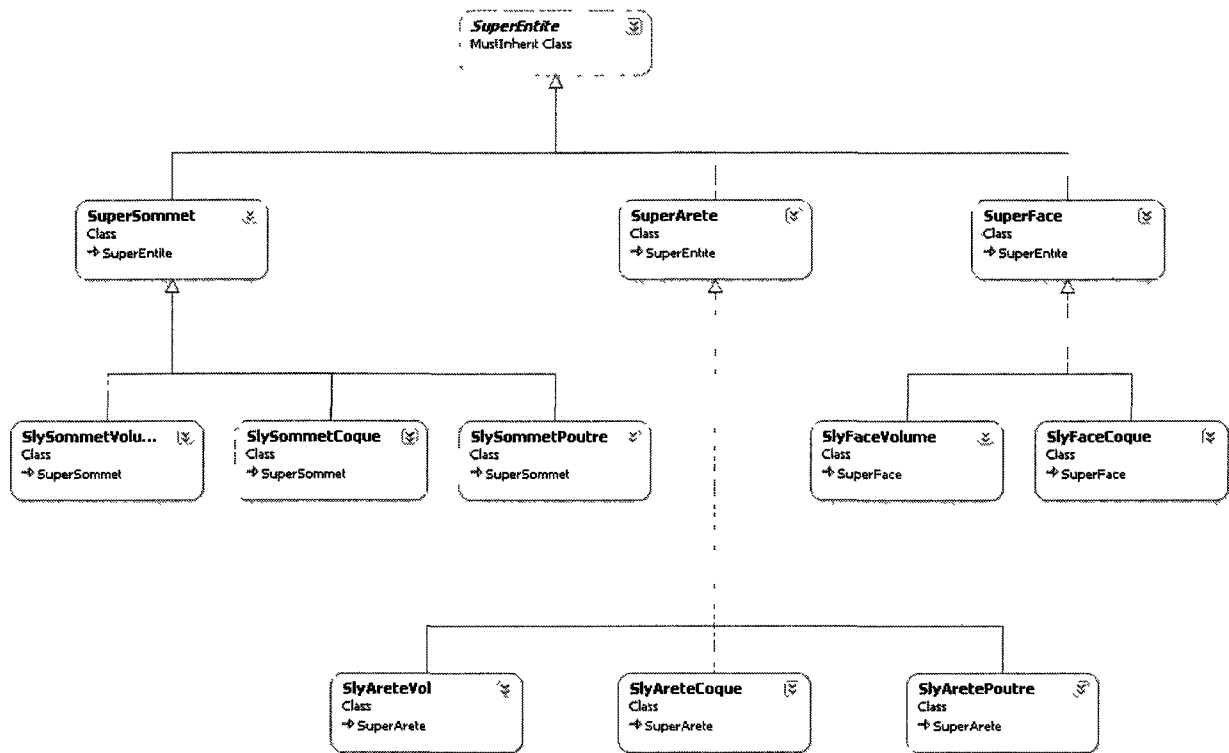 SuperEntite
MustInherit Class
SuperSommet
Class
SuperEntite
SuperArete
Class
SuperEntite
SuperFace
Class
SuperEntite
SlySommetVolu...
Class
SuperSommet
SlySommetCoque
Class
SuperSommet
SlySommetPoutre
Class
SuperSommet
SlyFaceVolume
Class
SuperFace
SlyFaceCoque
Class
SuperFace
SlyAreteVol
Class
SuperArete
SlyAreteCoque
Class
SuperArete
SlyAretePoutre
Class
SuperArete